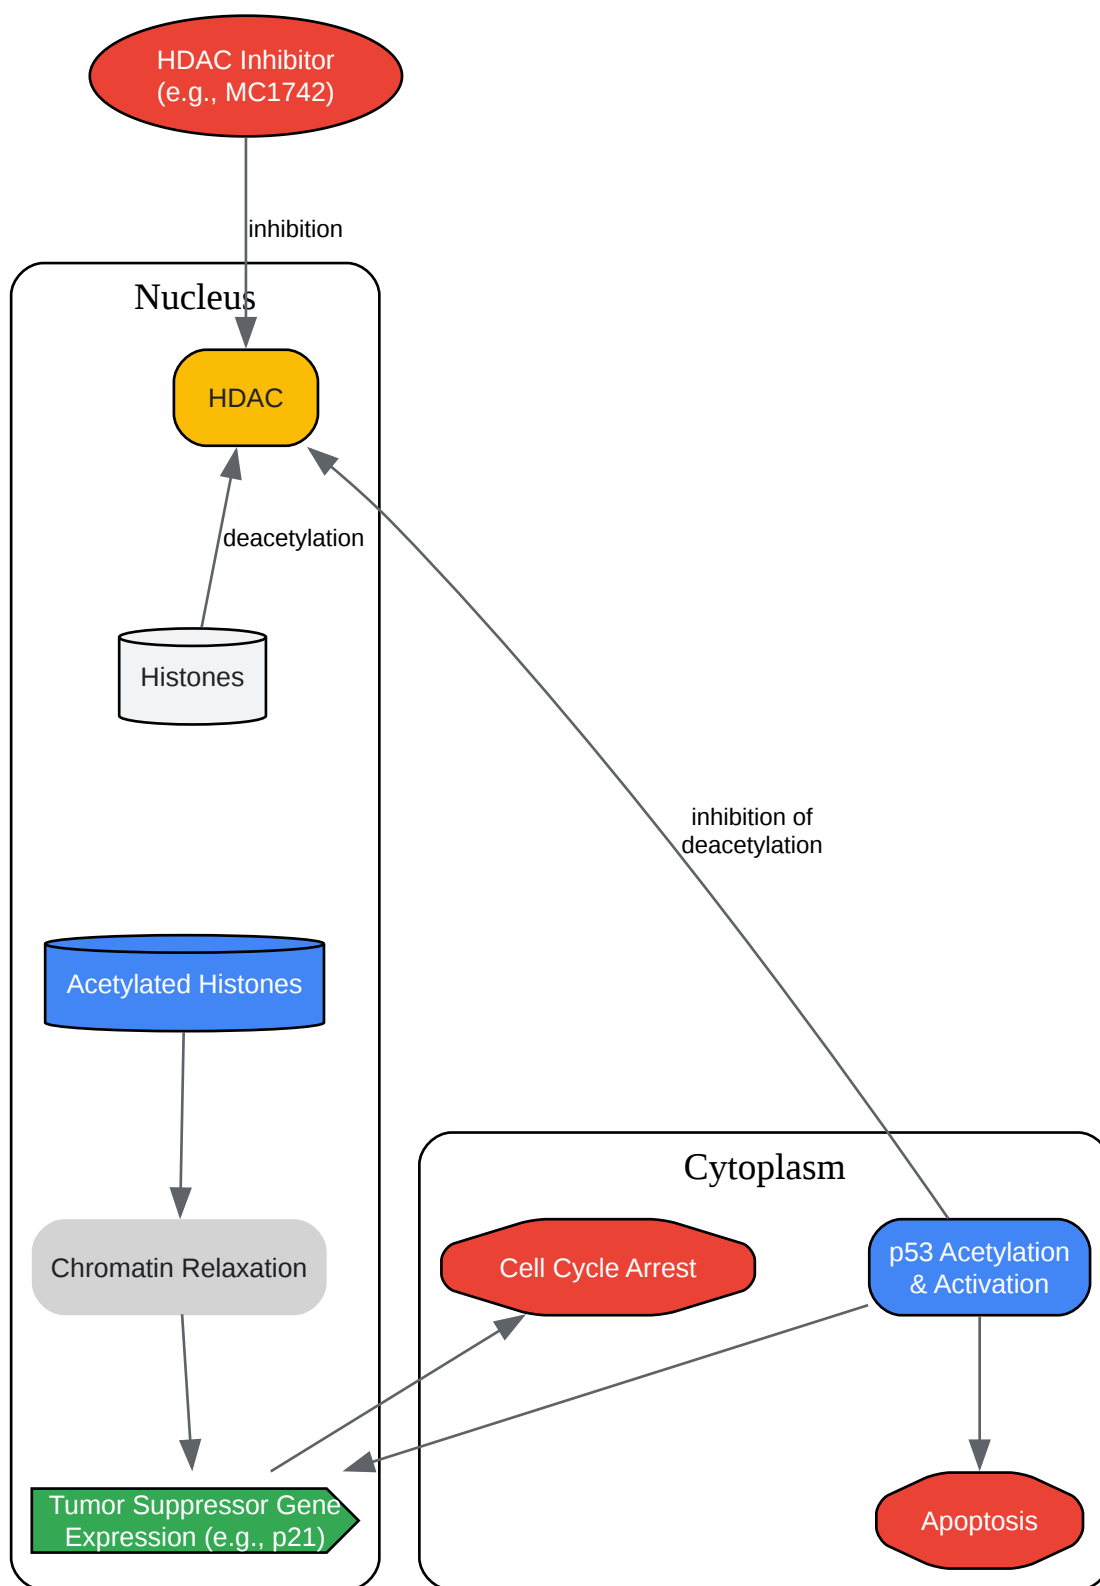 HDAC Inhibitor
(e.g., MC1742)
inhibition
Nucleus
HDAC
deacetylation
Histones
inhibition of
deacetylation
Acetylated Histones
Cytoplasm
Chromatin Relaxation
Cell Cycle Arrest
p53 Acetylation
& Activation
Tumor Suppressor Gene
Expression (e.g., p21)
Apoptosis